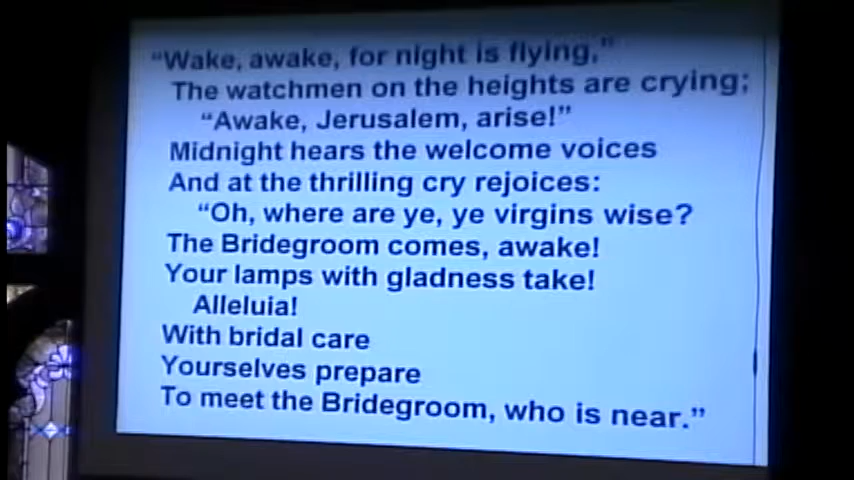 “Wake, awake, for night is flying,”
The watchmen on the heights are crying;
“Awake, Jerusalem, arise!”
Midnight hears the welcome voices
And at the thrilling cry rejoices:
“Oh, where are ye, ye virgins wise?
The Bridegroom comes, awake!
Your lamps with gladness take!
Alleluia!
With bridal care
Yourselves prepare
To meet the Bridegroom, who is near.”